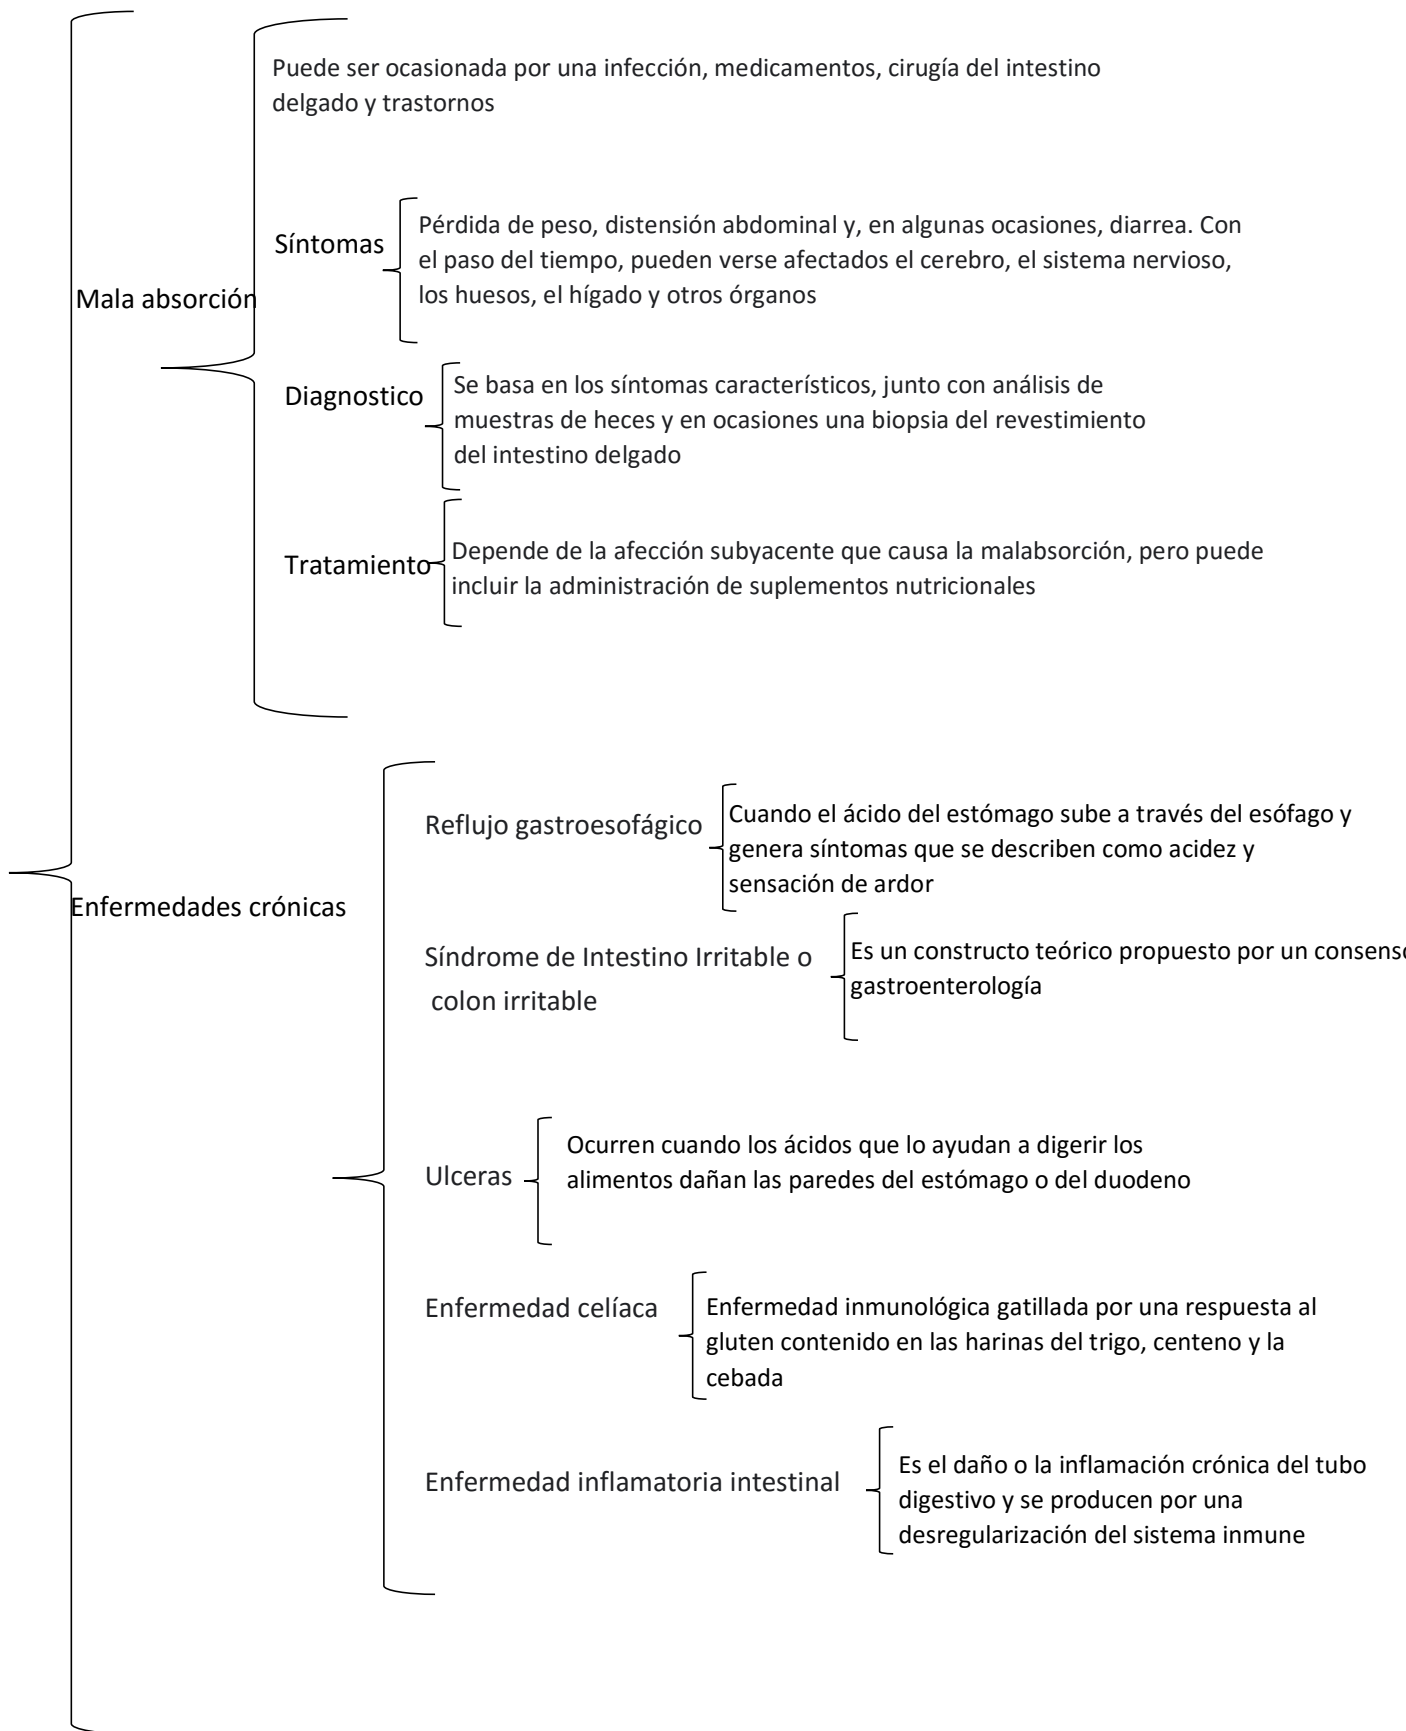 Puede ser ocasionada por una infección, medicamentos, cirugía del intestino
delgado y trastornos
Mala absorción
Síntomas
Pérdida de peso, distensión abdominal y, en algunas ocasiones, diarrea. Con
el paso del tiempo, pueden verse afectados el cerebro, el sistema nervioso,
los huesos, el hígado y otros órganos
Diagnostico
Se basa en los síntomas característicos, junto con análisis de
muestras de heces y en ocasiones una biopsia del revestimiento
del intestino delgado
Tratamiento
Depende de la afección subyacente que causa la malabsorción, pero puede
incluir la administración de suplementos nutricionales
Enfermedades crónicas
Reflujo gastroesofágico
Cuando el ácido del estómago sube a través del esófago y
genera síntomas que se describen como acidez y
sensación de ardor
Síndrome de Intestino Irritable o
colon irritable
Es un constructo teórico propuesto por un consenso
gastroenterología
Ulceras
Ocurren cuando los ácidos que lo ayudan a digerir los
alimentos dañan las paredes del estómago o del duodeno
Enfermedad celíaca
Enfermedad inmunológica gatillada por una respuesta al
gluten contenido en las harinas del trigo, centeno y la
cebada
Enfermedad inflamatoria intestinal
Es el daño o la inflamación crónica del tubo
digestivo y se producen por una
desregularización del sistema inmune